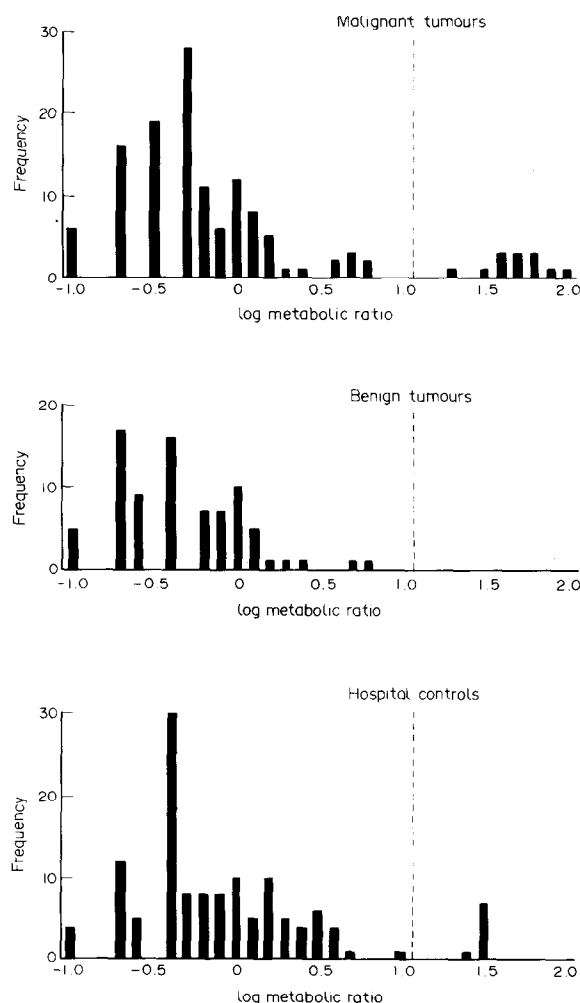 Malignant tumours
30
20
10
0
Frequency
-1.0 -0.5 0 0.5 1.0 1.5 2.0
log metabolic ratio
Benign tumours
20
10
0
Frequency
-1.0 -0.5 0 0.5 1.0 1.5 2.0
log metabolic ratio
Hospital controls
30
20
10
0
Frequency
-1.0 -0.5 0 0.5 1.0 1.5 2.0
log metabolic ratio